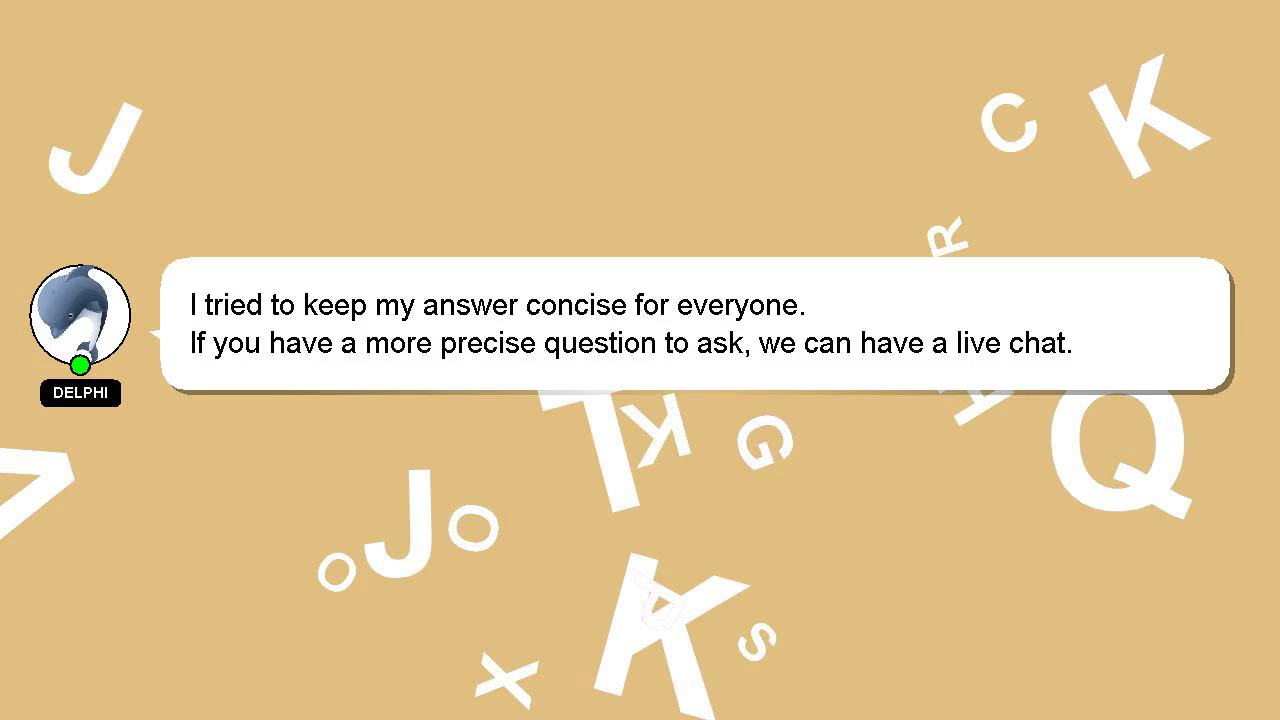 J
C
K
R
I tried to keep my answer concise for everyone.
If you have a more precise question to ask, we can have a live chat.
DELPHI
T
K
G
Q
J
O
O
K
S
X